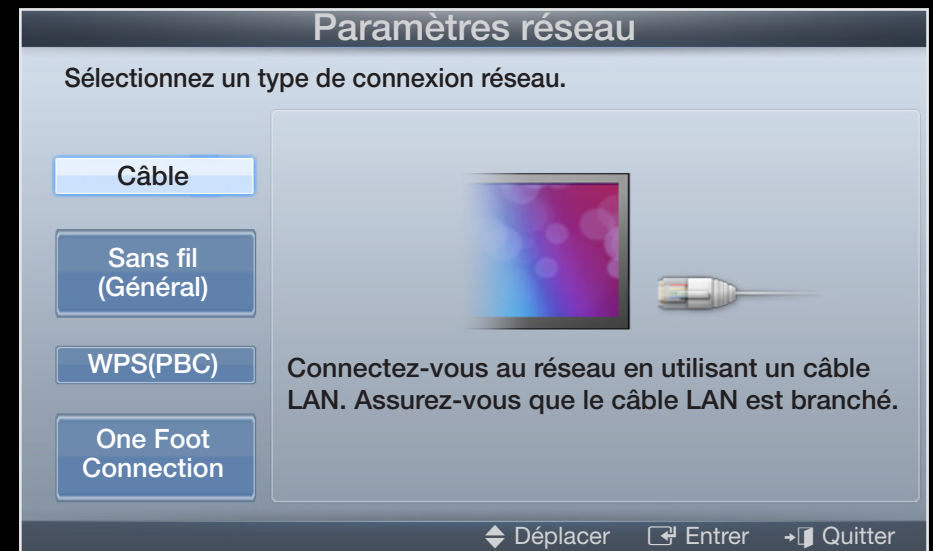 Paramètres réseau
Sélectionnez un type de connexion réseau.
Câble
Sans fil
(Général)
WPS(PBC)
One Foot
Connection
Connectez-vous au réseau en utilisant un câble
LAN. Assurez-vous que le câble LAN est branché.
Déplacer Entrer Quitter